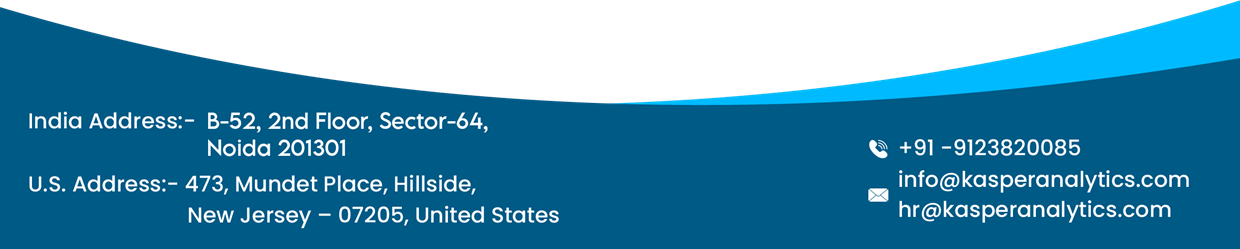 India Address:- B-52, 2nd Floor, Sector-64,
Noida 201301
U.S. Address:- 473, Mundet Place, Hillside,
New Jersey – 07205, United States
+91 -9123820085
info@kasperanalytics.com
hr@kasperanalytics.com